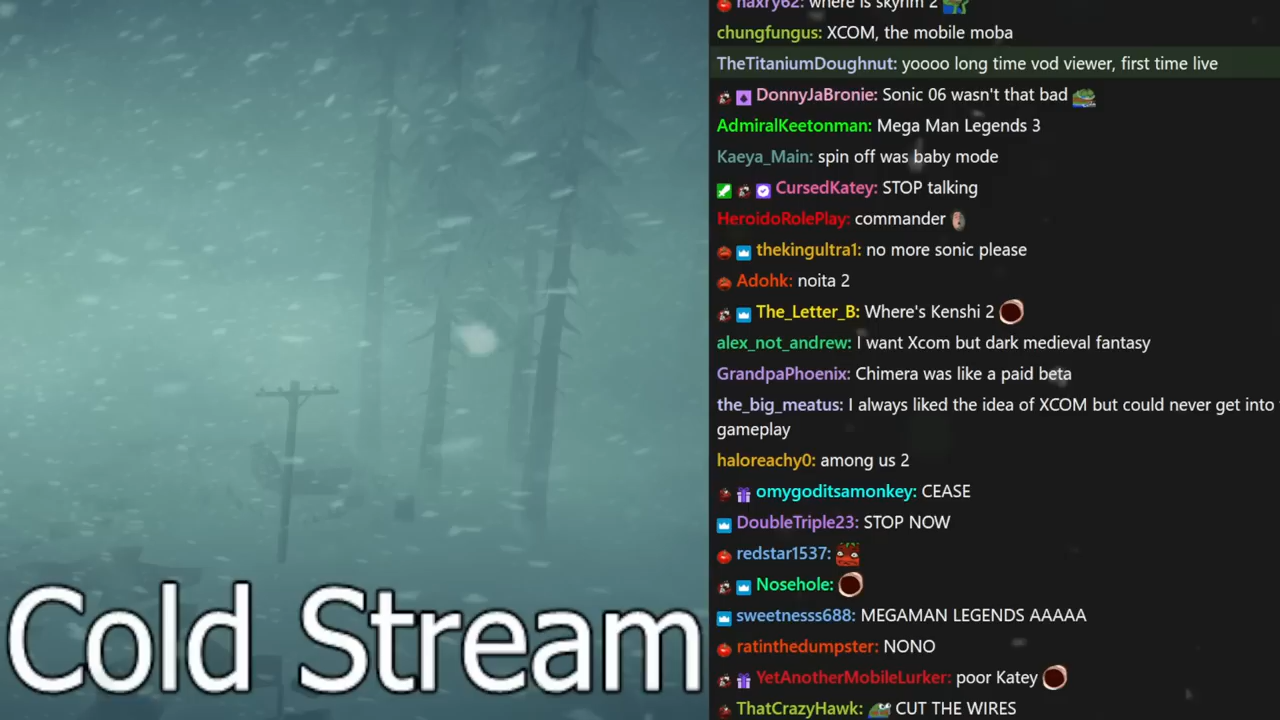 naxry62: where is skyrim 2
chungfungus: XCOM, the mobile moba
TheTitaniumDoughnut: yoooo long time vod viewer, first time live
DonnyJaBronie: Sonic 06 wasn't that bad
AdmiralKeetonman: Mega Man Legends 3
Kaeya_Main: spin off was baby mode
CursedKatey: STOP talking
HeroidoRolePlay: commander
thekingultra1: no more sonic please
Adohk: noita 2
The_Letter_B: Where's Kenshi 2
alex_not_andrew: I want Xcom but dark medieval fantasy
GrandpaPhoenix: Chimera was like a paid beta
the_big_meatus: I always liked the idea of XCOM but could never get into
gameplay
haloreachy0: among us 2
omygoditsamonkey: CEASE
DoubleTriple23: STOP NOW
redstar1537:
Nosehole:
sweetnesss688: MEGAMAN LEGENDS AAAAA
ratinthedumpster: NONO
YetAnotherMobileLurker: poor Katey
ThatCrazyHawk: CUT THE WIRES
Cold Stream